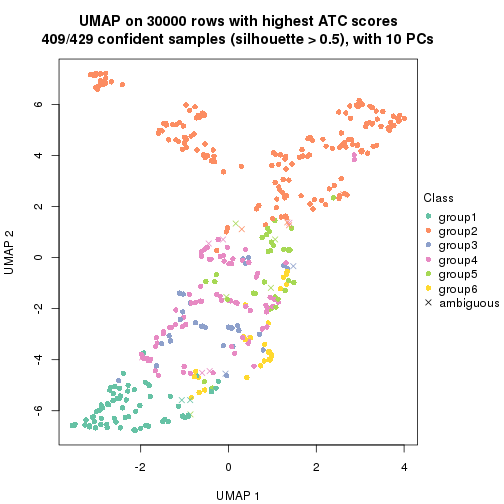 UMAP on 30000 rows with highest ATC scores
409/429 confident samples (silhouette > 0.5), with 10 PCs
6
4
2
0
-2
-4
-6
UMAP 2
-2
0
2
4
UMAP 1
Class
group1
group2
group3
group4
group5
group6
ambiguous